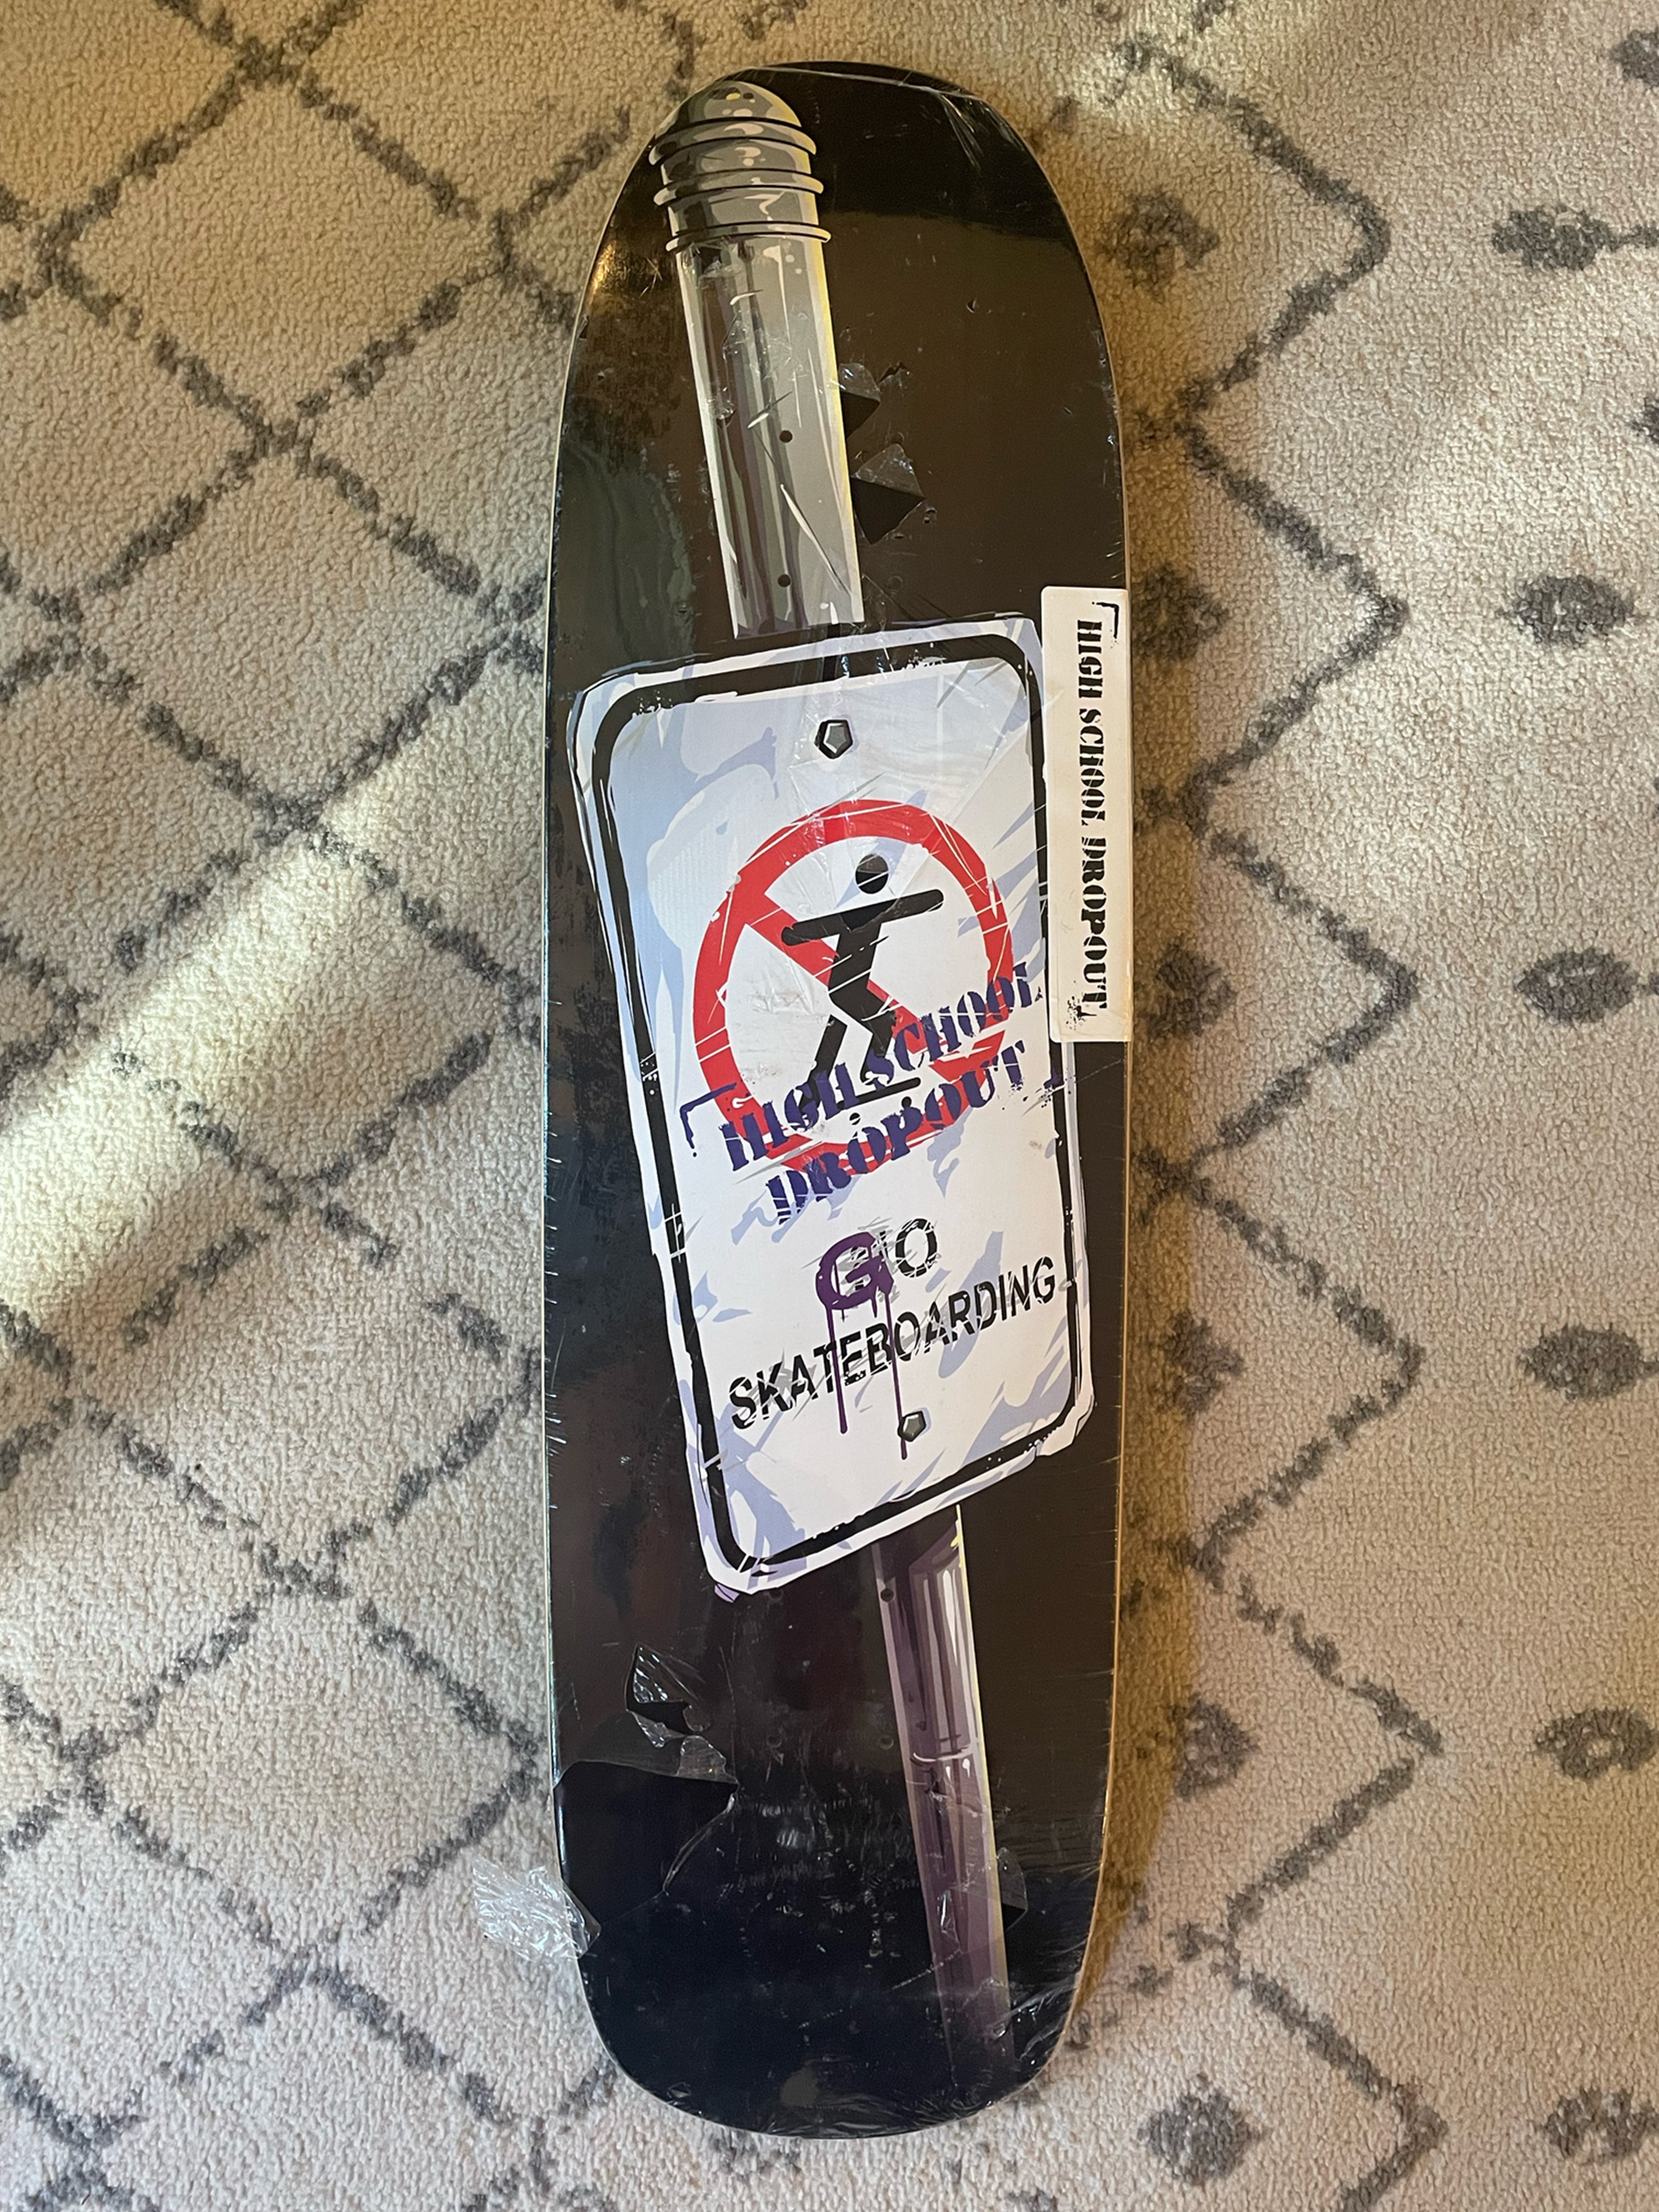 HIGH SCHOOL DROPOUT
HIGH SCHOOL
DROPOUT
GO
SKATEBOARDING